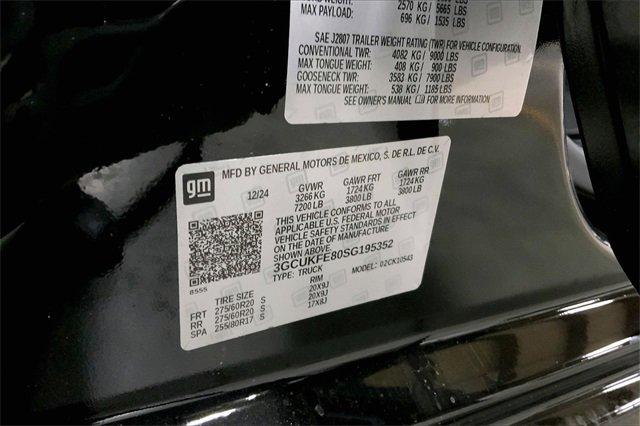 2570 KG / 5665 LBS
MAX PAYLOAD:
696 KG / 1535 LBS
SAE J2807 TRAILER WEIGHT RATING (TWR) FOR VEHICLE CONFIGURATION
CONVENTIONAL TWR: 4082 KG / 9000 LBS
MAX TONGUE WEIGHT: 408 KG / 900 LBS
GOOSENECK TWR: 3583 KG / 7900 LBS
MAX TONGUE WEIGHT: 538 KG / 1185 LBS
SEE OWNER'S MANUAL FOR MORE INFORMATION
gm
MFD BY GENERAL MOTORS DE MEXICO, S. DE R.L. DE C.V.
12/24 GVWR GAWR FRT GAWR RR
3266 KG 1724 KG 1724 KG
7200 LB 3800 LB 3800 LB
THIS VEHICLE CONFORMS TO ALL
APPLICABLE U.S. FEDERAL MOTOR
VEHICLE SAFETY STANDARDS IN EFFECT
ON THE DATE OF MANUFACTURE
SHOWN ABOVE.
3GCUKFE80SG195352
TYPE: TRUCK MODEL: 02CK10543
8555
TIRE SIZE RIM
FRT 275/60R20 S 20X9J
RR 275/60R20 S 20X9J
SPA 255/80R17 S 17X8J